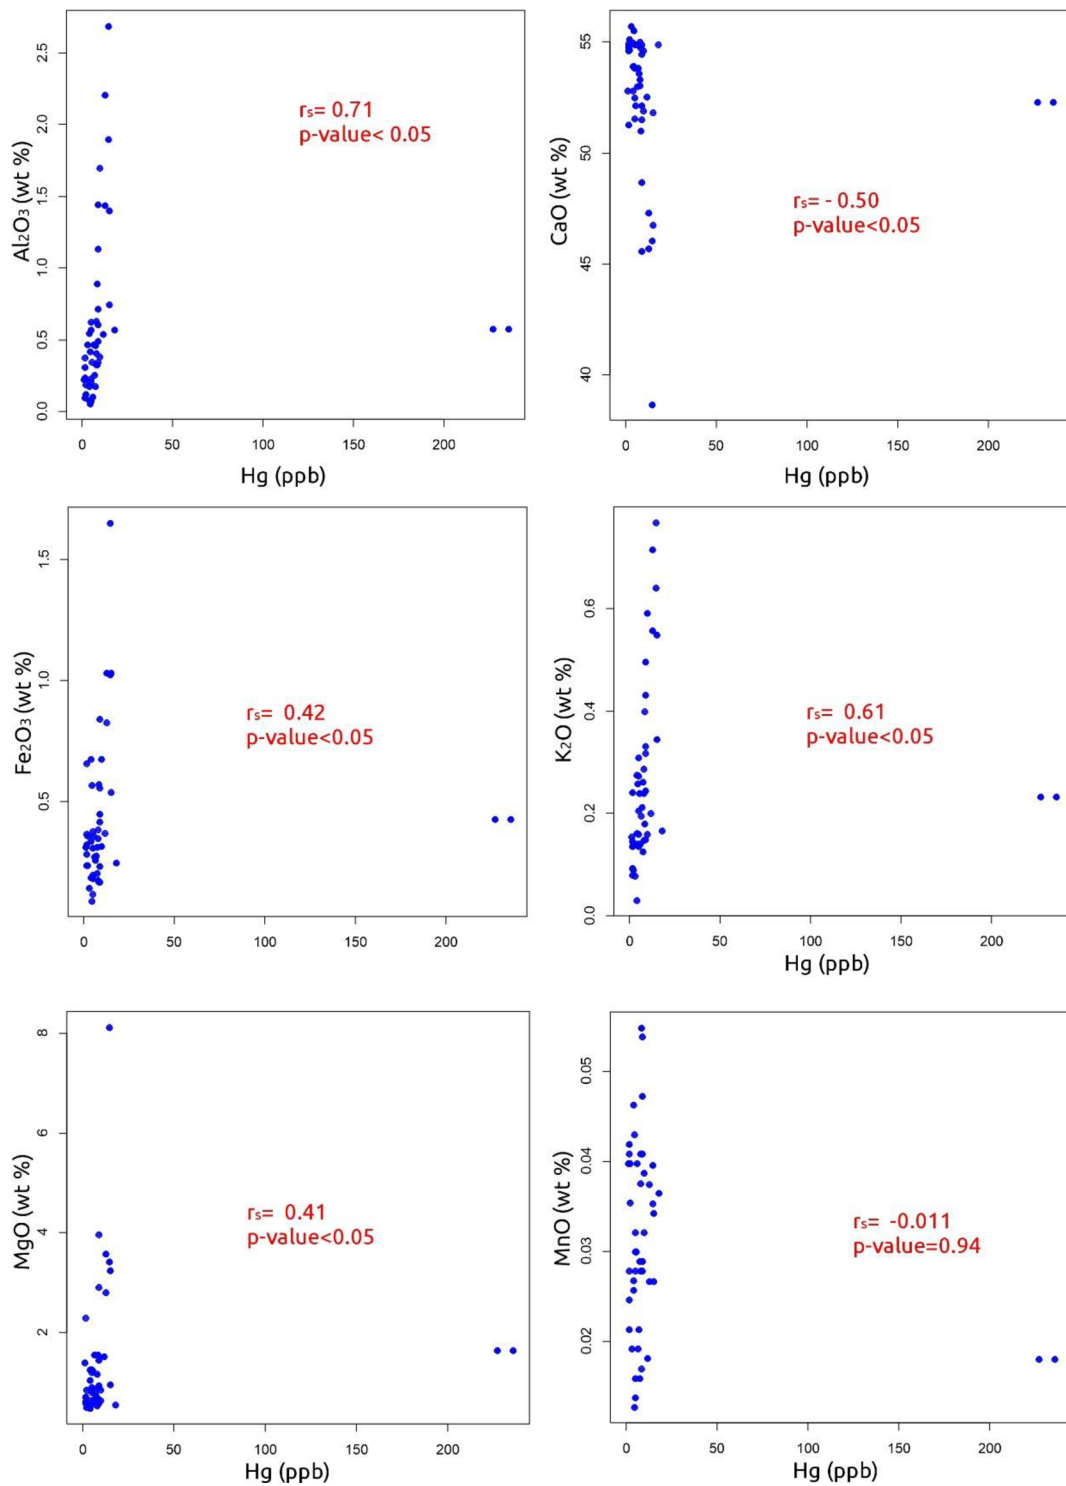 Al₂O₃ (wt %)
2.5
2.0
1.5
1.0
0.5
0.0
rₛ= 0.71
p-value< 0.05
0 50 100 150 200
Hg (ppb)
CaO (wt %)
55
50
45
40
rₛ= - 0.50
p-value<0.05
0 50 100 150 200
Hg (ppb)
Fe₂O₃ (wt %)
1.5
1.0
0.5
rₛ= 0.42
p-value<0.05
0 50 100 150 200
K₂O (wt %)
0.6
0.4
0.2
0.0
rₛ= 0.61
p-value<0.05
0 50 100 150 200
Hg (ppb)
MgO (wt %)
8
6
4
2
rₛ= 0.41
p-value<0.05
0 50 100 150 200
Hg (ppb)
MnO (wt %)
0.05
0.04
0.03
0.02
rₛ= -0.011
p-value=0.94
0 50 100 150 200
Hg (ppb)